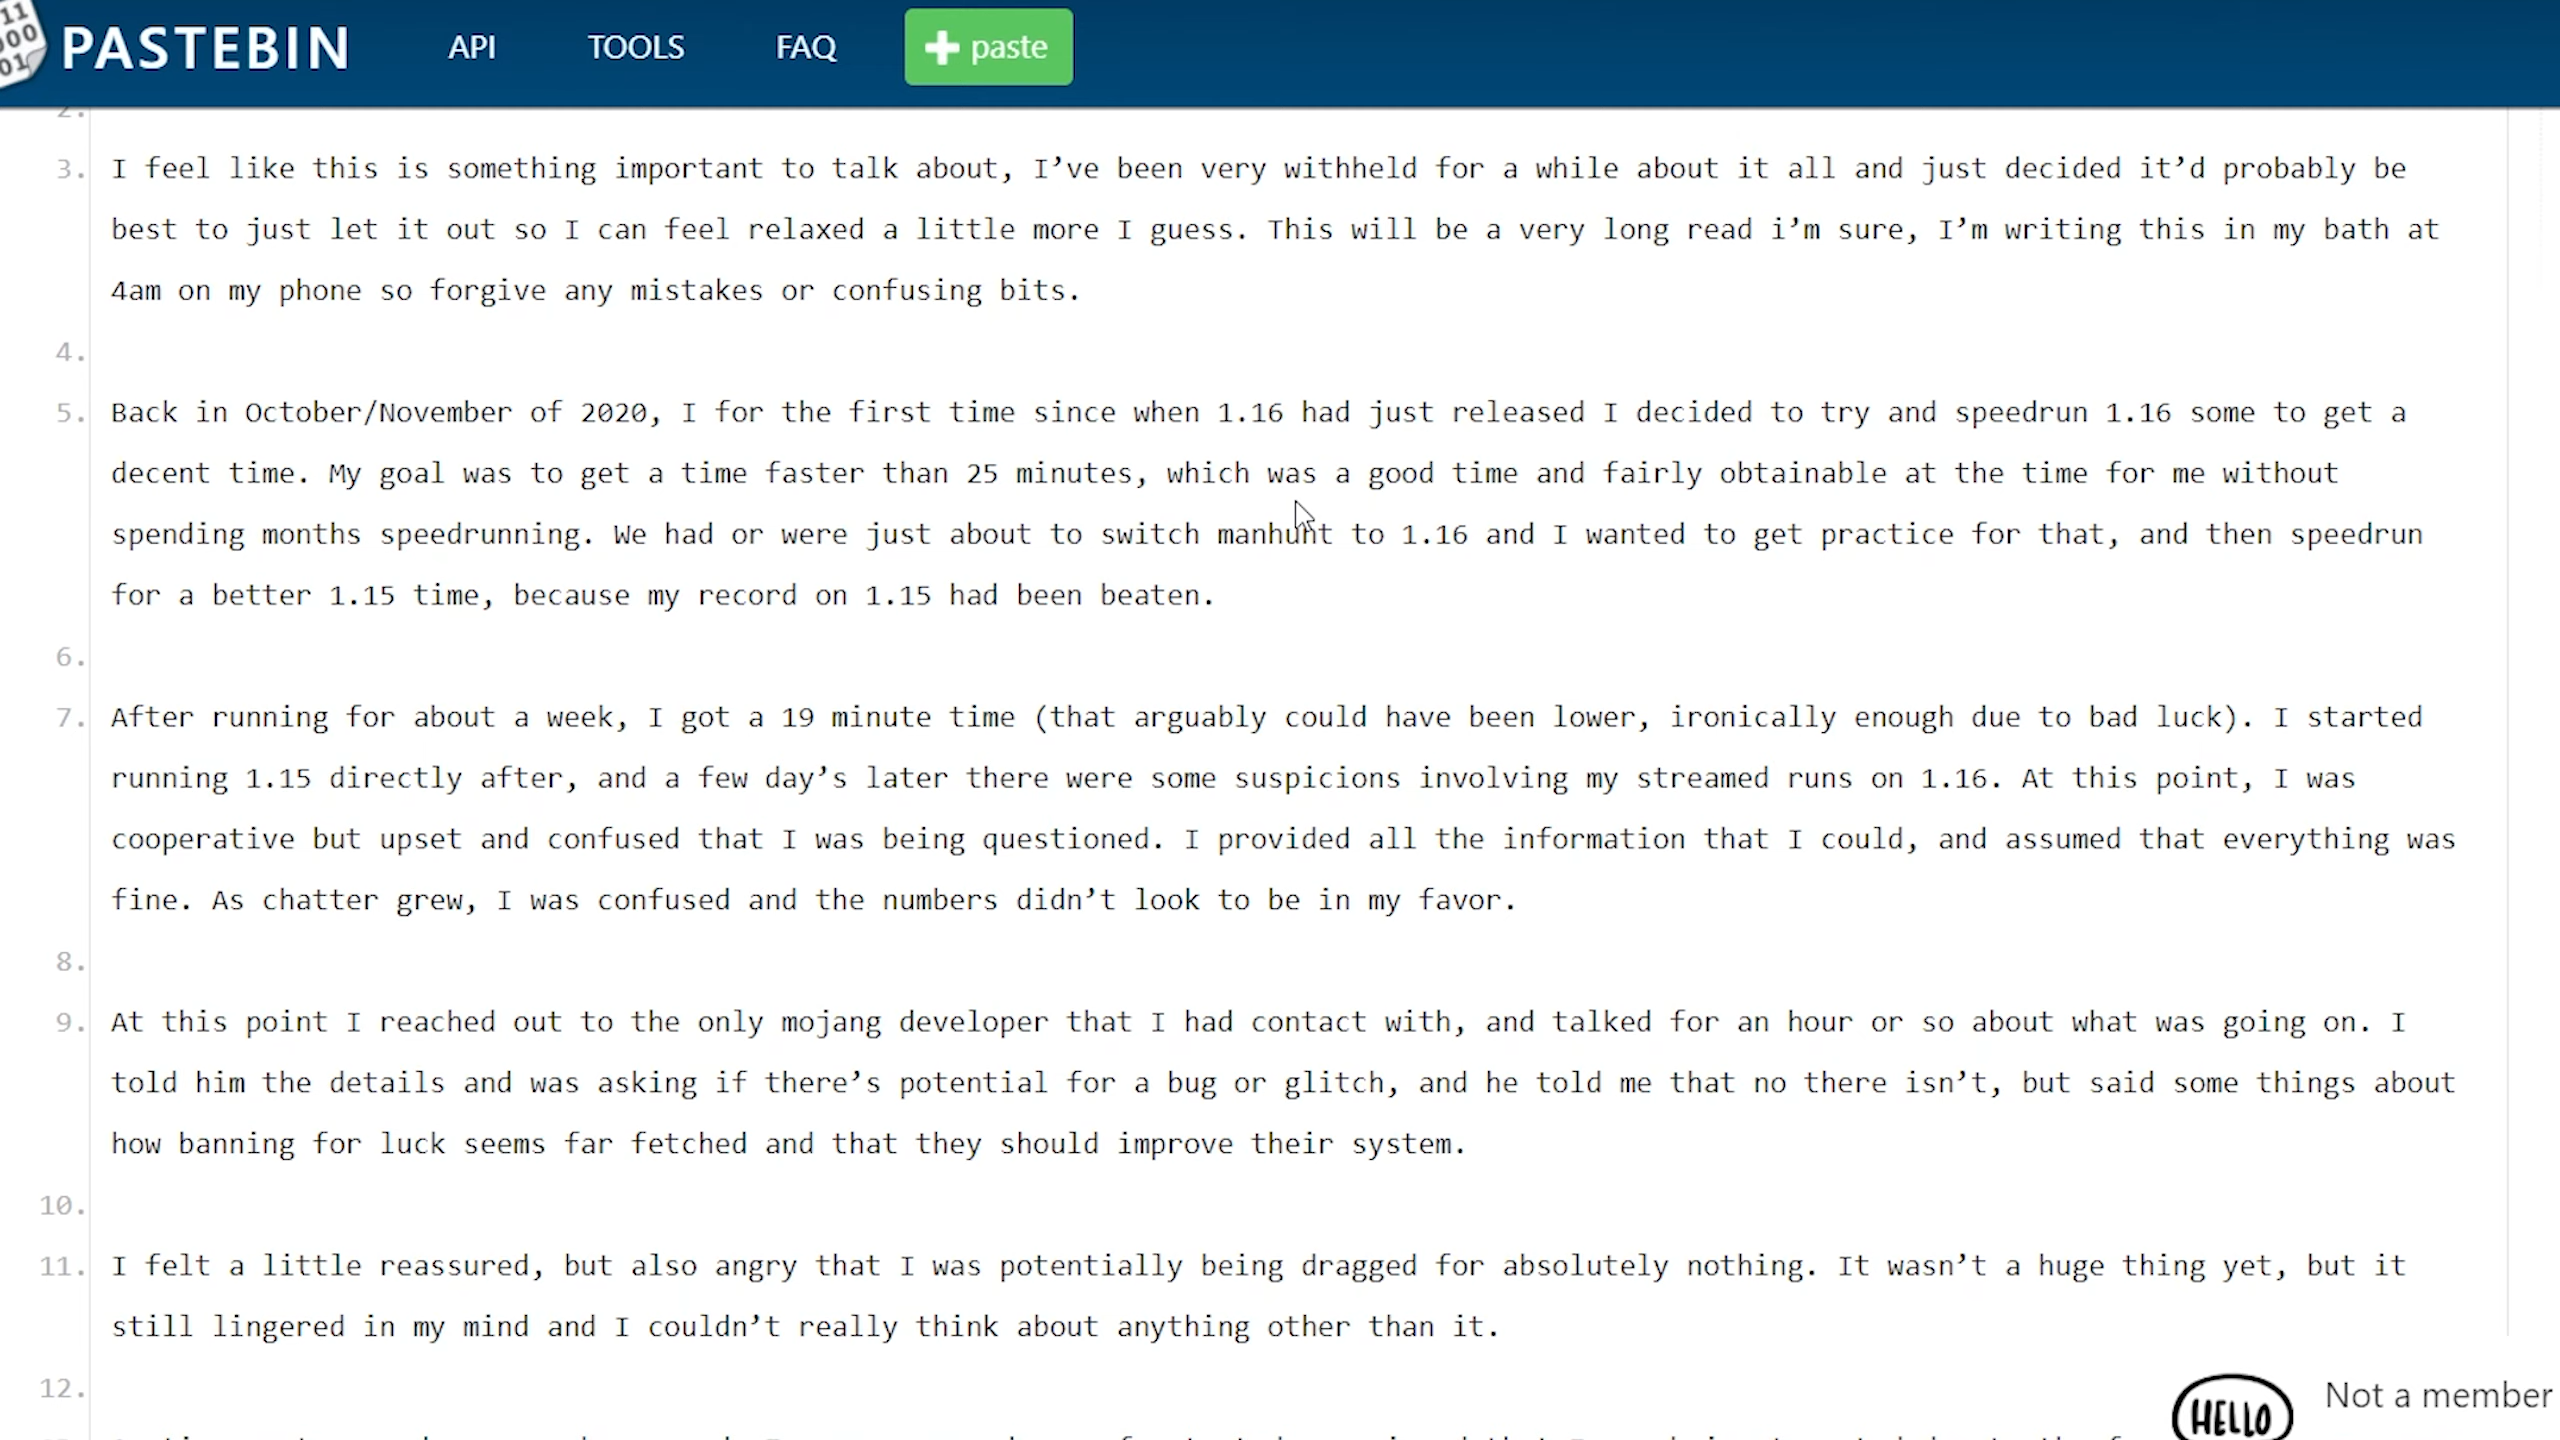 11
000
01
PASTEBIN API TOOLS FAQ + paste
2.
3. I feel like this is something important to talk about, I’ve been very withheld for a while about it all and just decided it’d probably be
best to just let it out so I can feel relaxed a little more I guess. This will be a very long read i’m sure, I’m writing this in my bath at
4am on my phone so forgive any mistakes or confusing bits.
4.
5. Back in October/November of 2020, I for the first time since when 1.16 had just released I decided to try and speedrun 1.16 some to get a
decent time. My goal was to get a time faster than 25 minutes, which was a good time and fairly obtainable at the time for me without
spending months speedrunning. We had or were just about to switch manhunt to 1.16 and I wanted to get practice for that, and then speedrun
for a better 1.15 time, because my record on 1.15 had been beaten.
6.
7. After running for about a week, I got a 19 minute time (that arguably could have been lower, ironically enough due to bad luck). I started
running 1.15 directly after, and a few day’s later there were some suspicions involving my streamed runs on 1.16. At this point, I was
cooperative but upset and confused that I was being questioned. I provided all the information that I could, and assumed that everything was
fine. As chatter grew, I was confused and the numbers didn’t look to be in my favor.
8.
9. At this point I reached out to the only mojang developer that I had contact with, and talked for an hour or so about what was going on. I
told him the details and was asking if there’s potential for a bug or glitch, and he told me that no there isn’t, but said some things about
how banning for luck seems far fetched and that they should improve their system.
10.
11. I felt a little reassured, but also angry that I was potentially being dragged for absolutely nothing. It wasn’t a huge thing yet, but it
still lingered in my mind and I couldn’t really think about anything other than it.
12.
HELLO Not a member